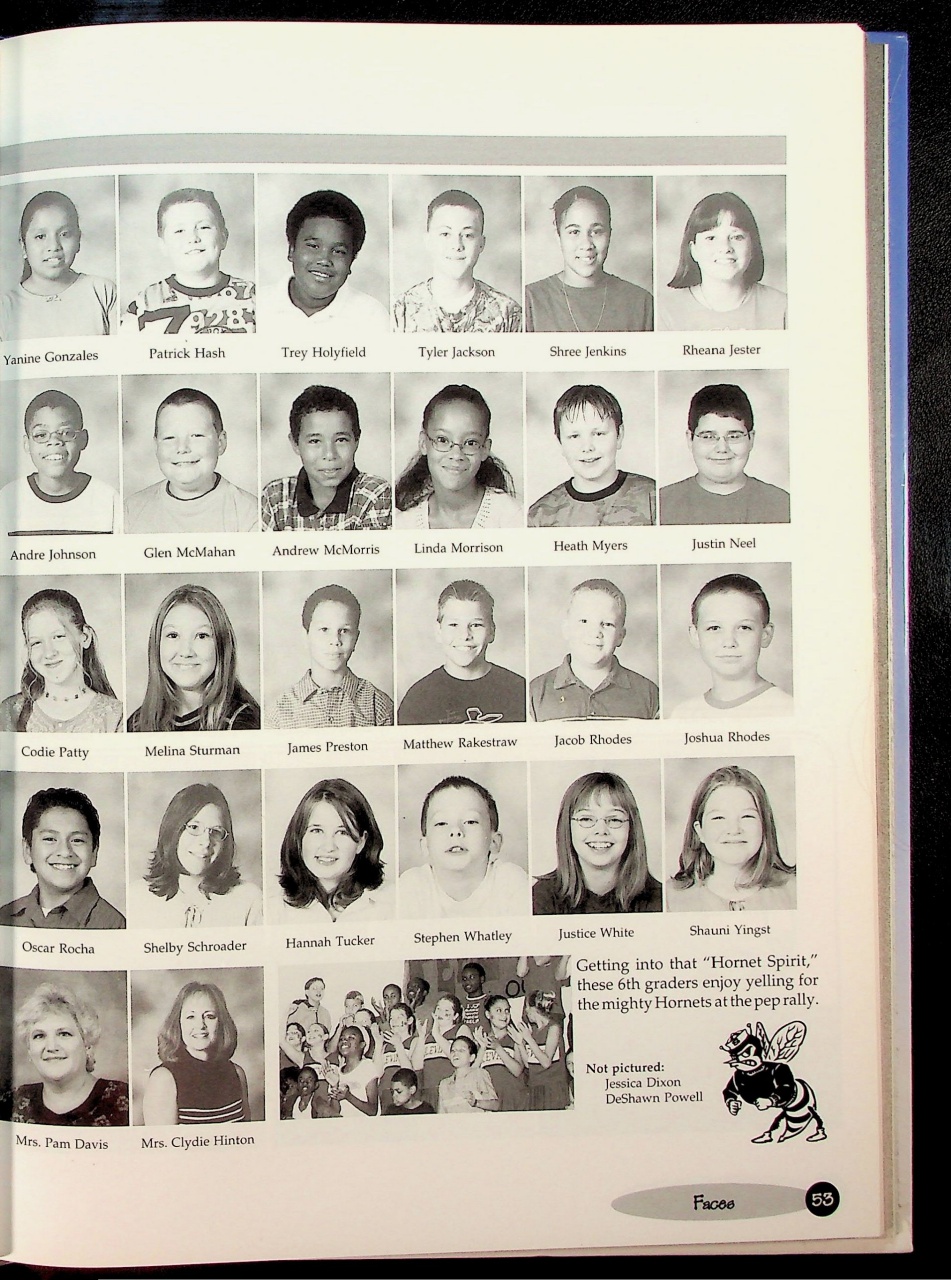 Yanine Gonzales Patrick Hash Trey Holyfield Tyler Jackson Shree Jenkins Rheana Jester
Andre Johnson Glen McMahan Andrew McMorris Linda Morrison Heath Myers Justin Neel
Codie Patty Melina Sturman James Preston Matthew Rakestraw Jacob Rhodes Joshua Rhodes
Oscar Rocha Shelby Schroader Hannah Tucker Stephen Whatley Justice White Shauni Yingst
Mrs. Pam Davis Mrs. Clydie Hinton
Getting into that “Hornet Spirit,”
these 6th graders enjoy yelling for
the mighty Hornets at the pep rally.
Not pictured:
Jessica Dixon
DeShawn Powell
Faces 53